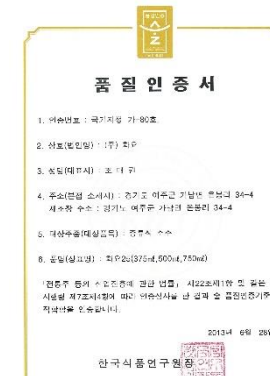 품 질 인 증 서
1. 인증번호 : 국가지정 가-80호
2. 상호(법인명) : (주) 화요
3. 성명(대표자) : 조 태 권
4. 주소(본점 소재지) : 경기도 여주군 가남면 본두리 34-4
제조장 주소 : 경기도 여주군 가남면 본두리 34-4
5. 대상주종(대상품목) : 증류식 소주
6. 품명(상표명) : 화요25(375㎖,500㎖,750㎖)
「전통주 등의 산업진흥에 관한 법률」 제22조제1항 및 같은
시행령 제7조제4항에 따라 인증심사를 한 결과 술 품질인증기준
적합함을 인증합니다.
2013년 6월 28일
한국식품연구원장